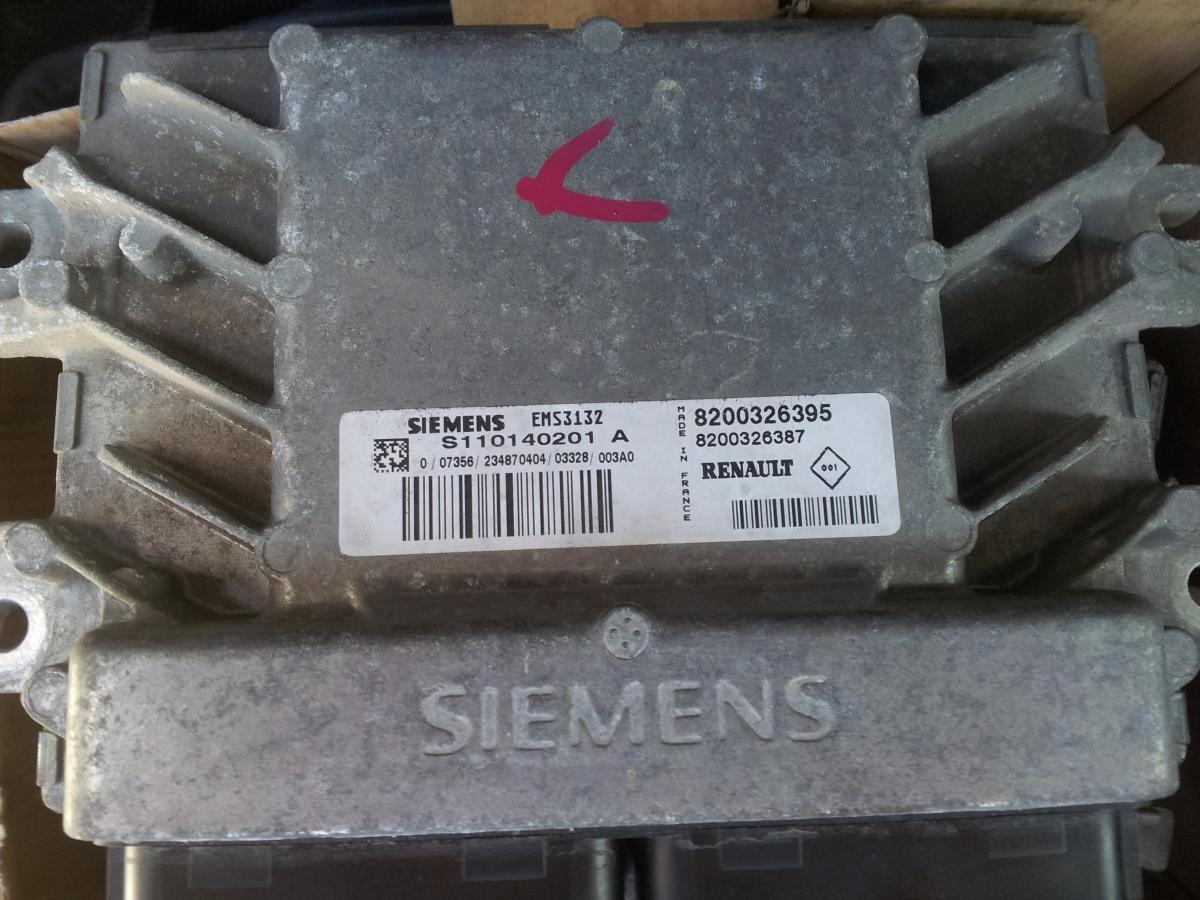 SIEMENS EMS3132
S110140201 A
0/07356/234870404/03328/003A0
MADE IN FRANCE
8200326395
8200326387
RENAULT 001
SIEMENS